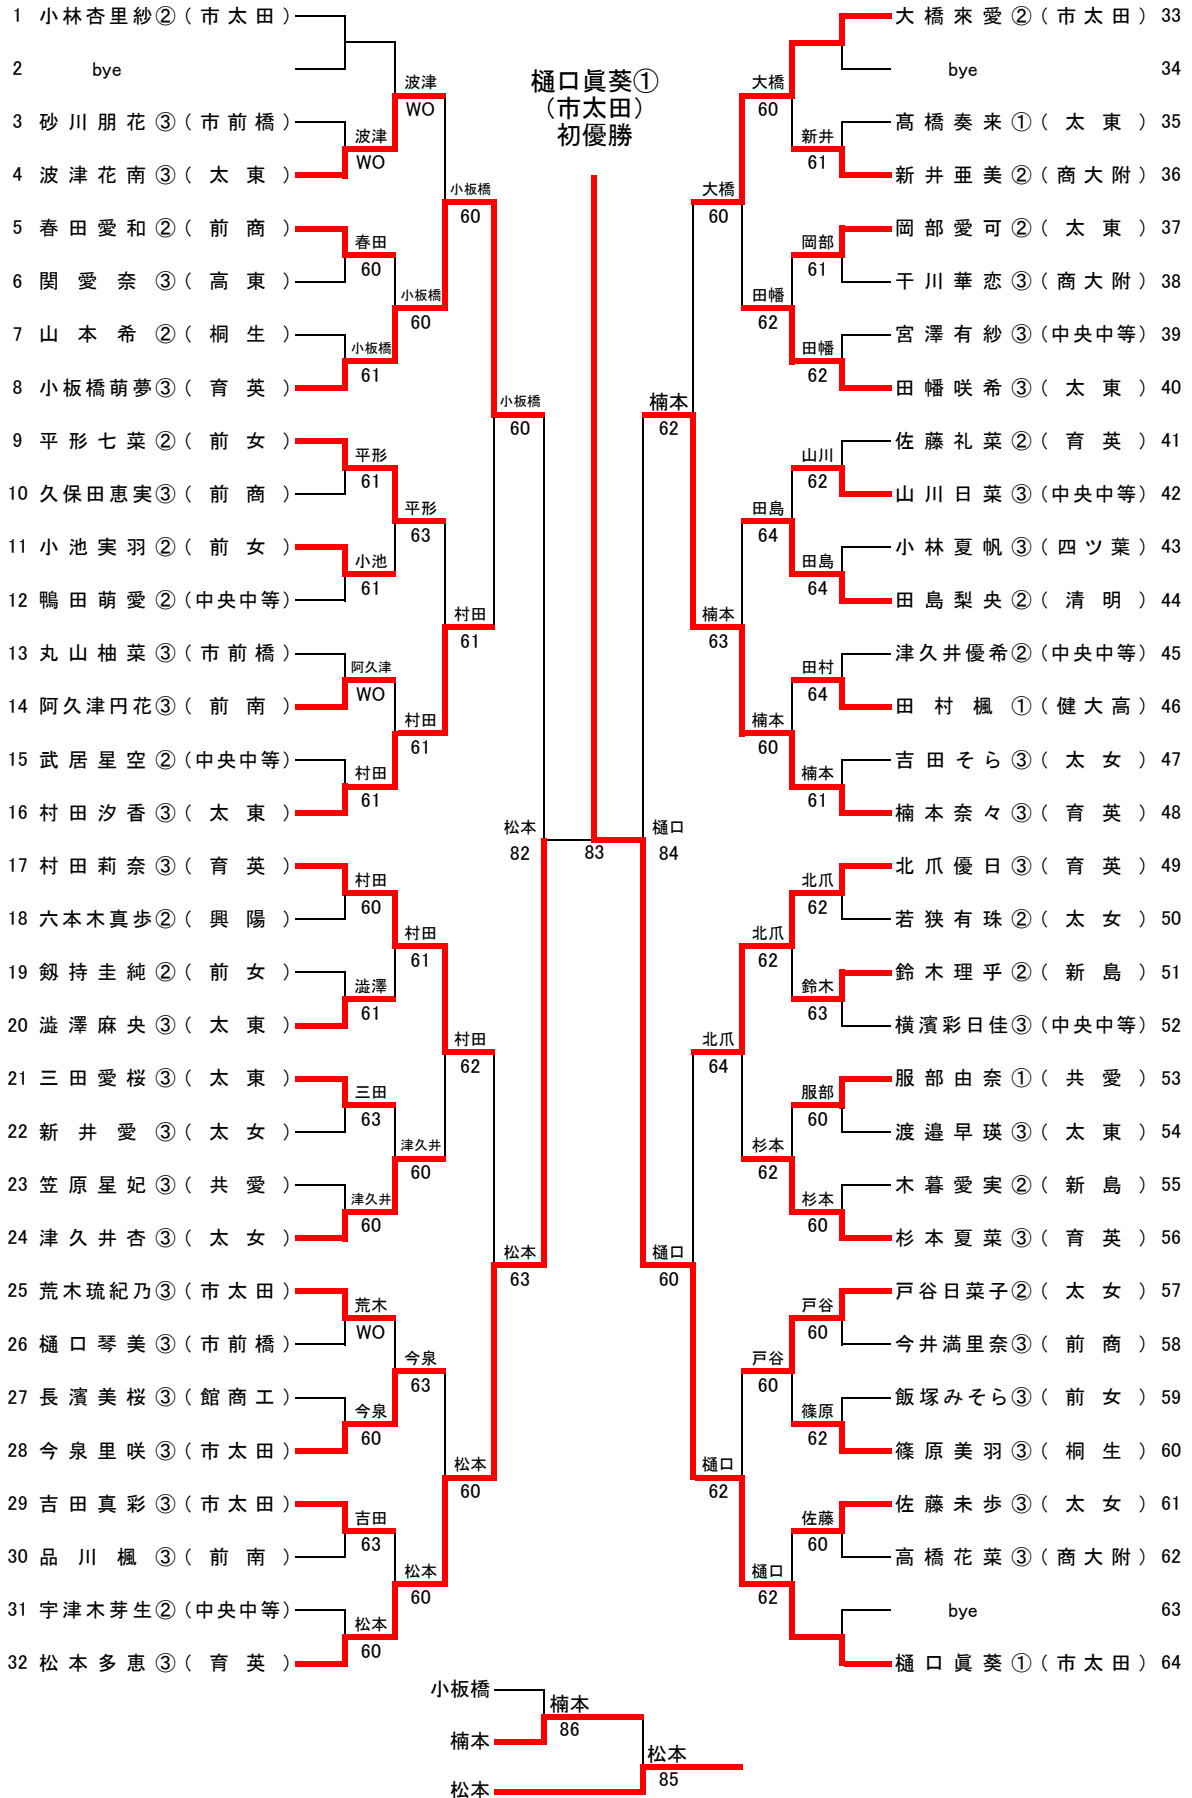 樋口眞葵①
（市太田）
初優勝
1 小林杏里紗②（市太田）
2 bye
3 砂川朋花③（市前橋）
4 波津花南③（太東）
5 春田愛和②（前商）
6 関愛奈③（高東）
7 山本希②（桐生）
8 小板橋萌夢③（育英）
9 平形七菜②（前女）
10 久保田恵実③（前商）
11 小池実羽②（前女）
12 鴨田萌愛②（中央中等）
13 丸山柚菜③（市前橋）
14 阿久津円花③（前南）
15 武居星空②（中央中等）
16 村田汐香③（太東）
17 村田莉奈③（育英）
18 六本木真歩②（興陽）
19 剱持圭純②（前女）
20 澁澤麻央③（太東）
21 三田愛桜③（太東）
22 新井愛③（太女）
23 笠原星妃③（共愛）
24 津久井杏③（太女）
25 荒木琉紀乃③（市太田）
26 樋口琴美③（市前橋）
27 長濱美桜③（館商工）
28 今泉里咲③（市太田）
29 吉田真彩③（市太田）
30 品川楓③（前南）
31 宇津木芽生②（中央中等）
32 松本多恵③（育英）
波津
WO
春田
60
小板橋
61
平形
61
小池
61
阿久津
WO
村田
61
村田
60
澁澤
61
三田
63
津久井
60
荒木
WO
今泉
60
吉田
63
松本
60
波津
WO
小板橋
60
平形
63
村田
61
村田
61
津久井
60
今泉
63
松本
60
小板橋
60
村田
61
村田
62
松本
60
小板橋
60
松本
63
松本
82
83
樋口
84
楠本
62
樋口
60
大橋
60
楠本
63
北爪
64
樋口
62
大橋
60
田幡
62
田島
64
楠本
60
北爪
62
杉本
62
戸谷
60
樋口
62
新井
61
岡部
61
田幡
62
山川
62
田島
64
田村
64
楠本
61
北爪
62
鈴木
63
服部
60
杉本
60
戸谷
60
篠原
62
佐藤
60
大橋來愛②（市太田）33
bye 34
髙橋奏来①（太東）35
新井亜美②（商大附）36
岡部愛可②（太東）37
干川華恋③（商大附）38
宮澤有紗③（中央中等）39
田幡咲希③（太東）40
佐藤礼菜②（育英）41
山川日菜③（中央中等）42
小林夏帆③（四ツ葉）43
田島梨央②（清明）44
津久井優希②（中央中等）45
田村楓①（健大高）46
吉田そら③（太女）47
楠本奈々③（育英）48
北爪優日③（育英）49
若狭有珠②（太女）50
鈴木理乎②（新島）51
横濱彩日佳③（中央中等）52
服部由奈①（共愛）53
渡邉早瑛③（太東）54
木暮愛実②（新島）55
杉本夏菜③（育英）56
戸谷日菜子②（太女）57
今井満里奈③（前商）58
飯塚みそら③（前女）59
篠原美羽③（桐生）60
佐藤未歩③（太女）61
高橋花菜③（商大附）62
bye 63
樋口眞葵①（市太田）64
小板橋
楠本
86
楠本
松本
85
松本